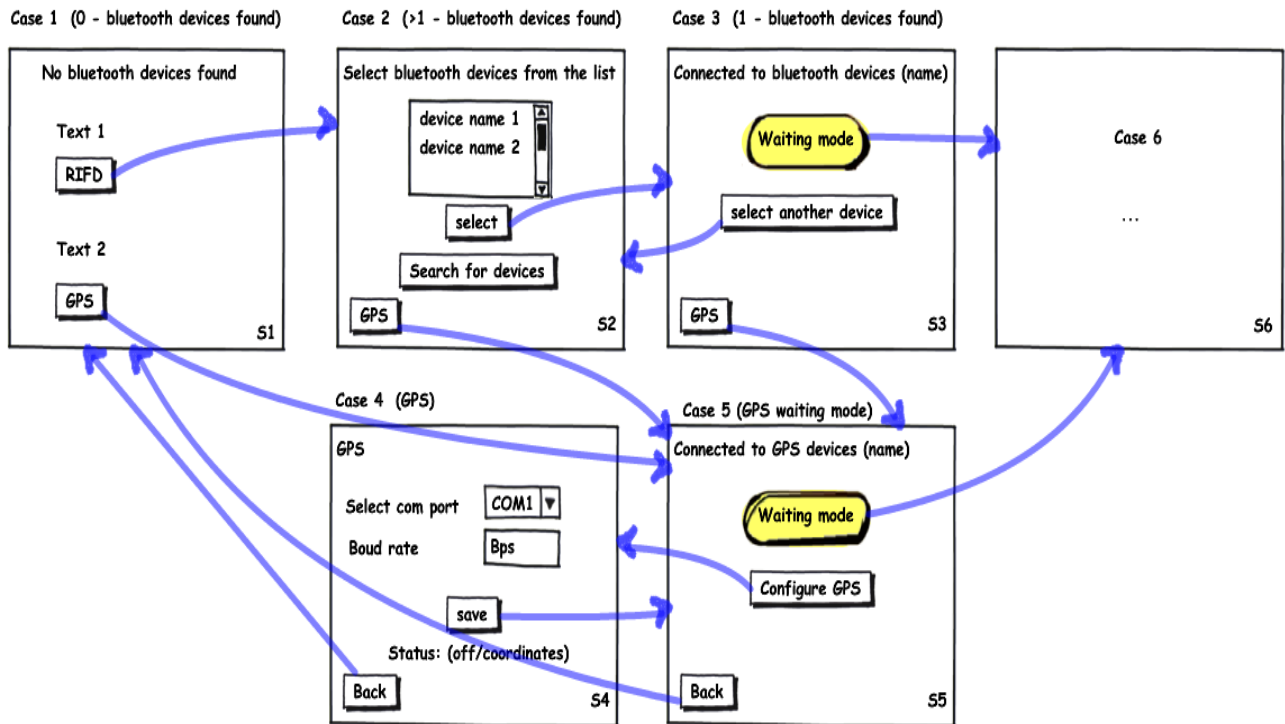 Case 1 (0 - bluetooth devices found)
No bluetooth devices found
Text 1
RIFD
Text 2
GPS
S1
Case 2 (>1 - bluetooth devices found)
Select bluetooth devices from the list
device name 1
device name 2
select
Search for devices
GPS
S2
Case 3 (1 - bluetooth devices found)
Connected to bluetooth devices (name)
Waiting mode
select another device
GPS
S3
Case 6
...
S6
Case 4 (GPS)
GPS
Select com port COM1
Boud rate Bps
save
Status: (off/coordinates)
Back
S4
Case 5 (GPS waiting mode)
Connected to GPS devices (name)
Waiting mode
Configure GPS
Back
S5